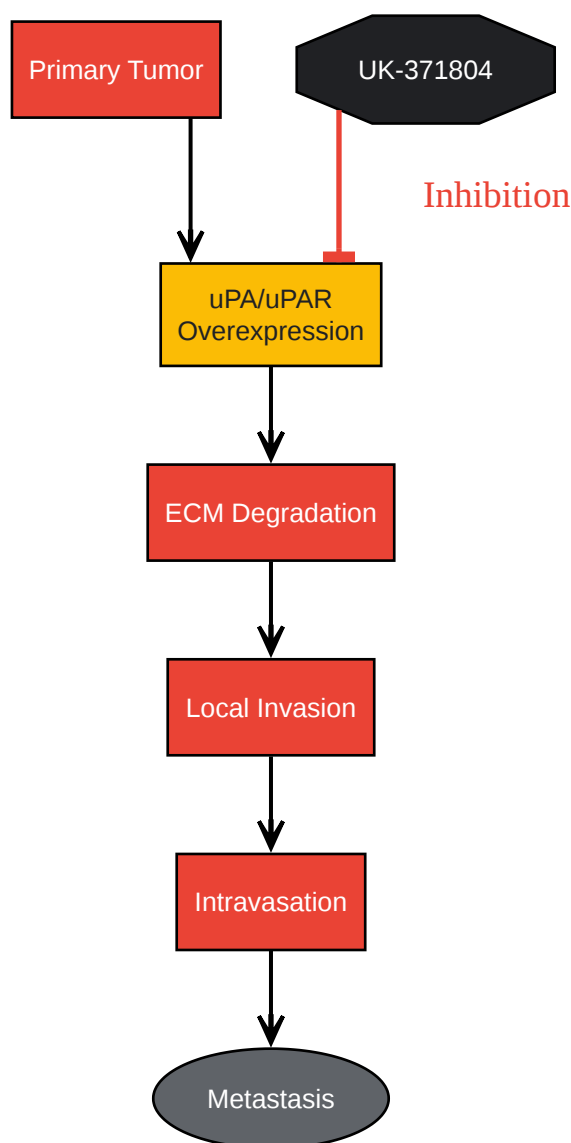 Primary Tumor
UK-371804
Inhibition
uPA/uPAR
Overexpression
ECM Degradation
Local Invasion
Intravasation
Metastasis